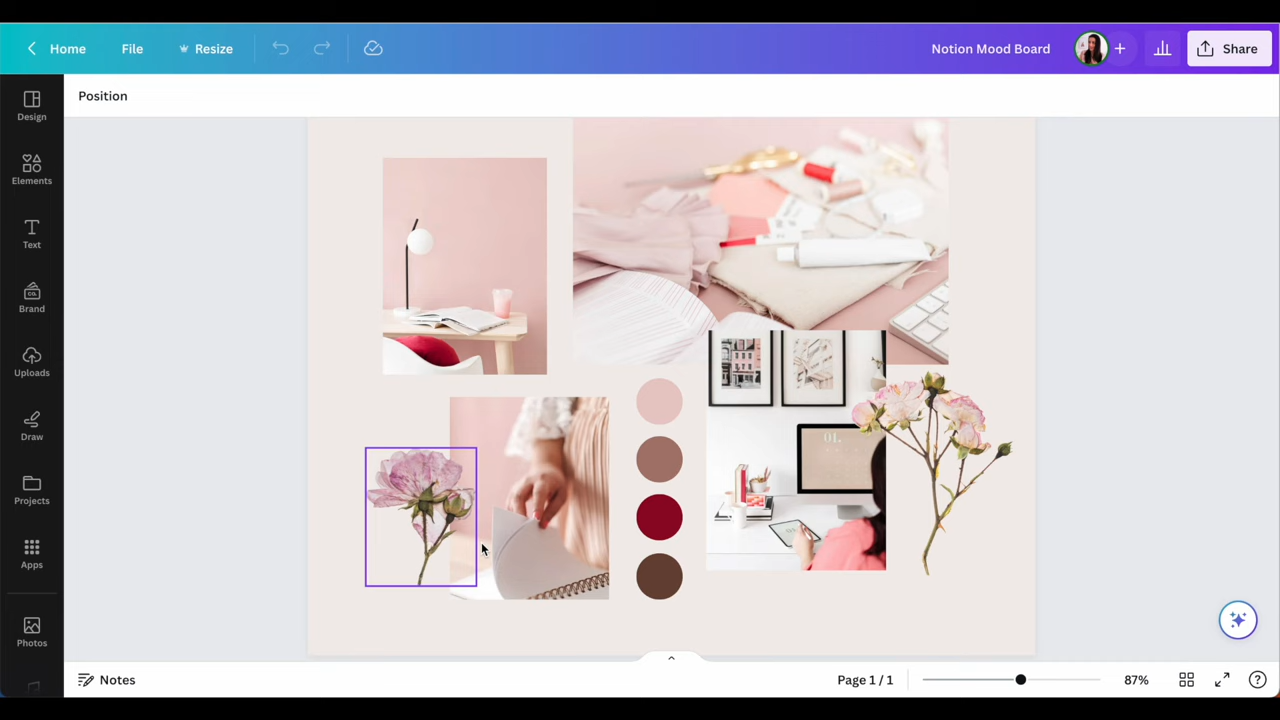 Home File Resize Notion Mood Board Share
Position
Design
Elements
Text
Brand
Uploads
Draw
Projects
Apps
Photos
CO.
01.
Notes Page 1 / 1 87%